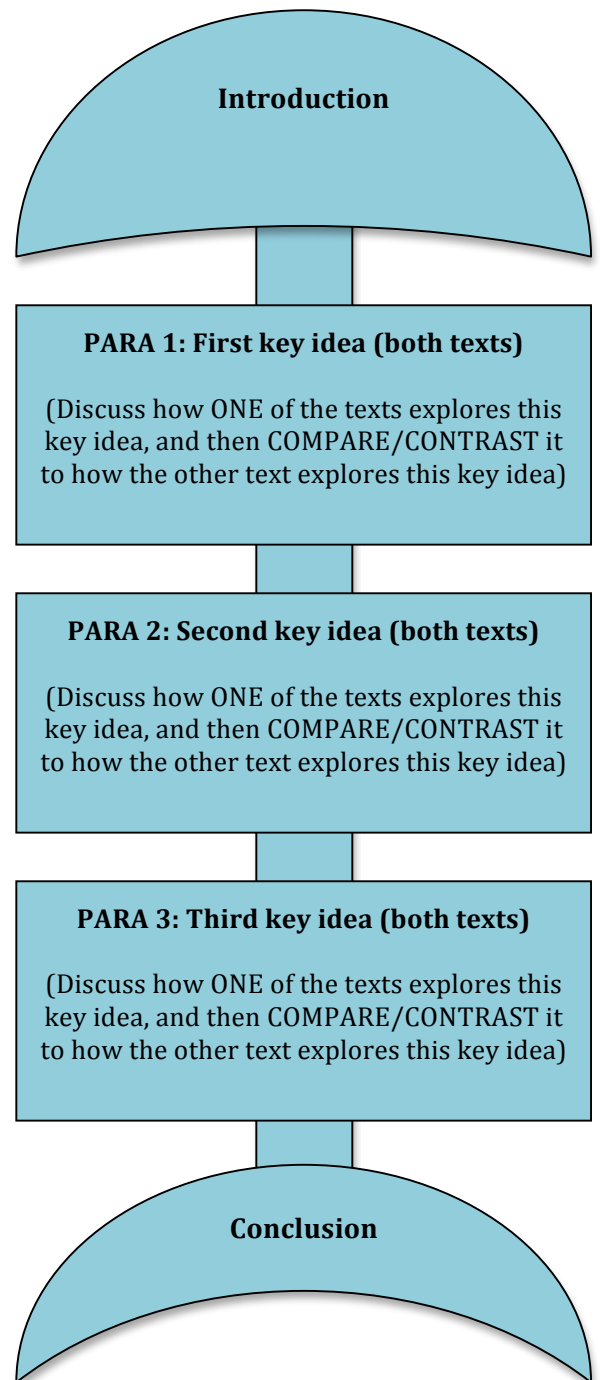 Introduction
PARA 1: First key idea (both texts)
(Discuss how ONE of the texts explores this
key idea, and then COMPARE/CONTRAST it
to how the other text explores this key idea)
PARA 2: Second key idea (both texts)
(Discuss how ONE of the texts explores this
key idea, and then COMPARE/CONTRAST it
to how the other text explores this key idea)
PARA 3: Third key idea (both texts)
(Discuss how ONE of the texts explores this
key idea, and then COMPARE/CONTRAST it
to how the other text explores this key idea)
Conclusion